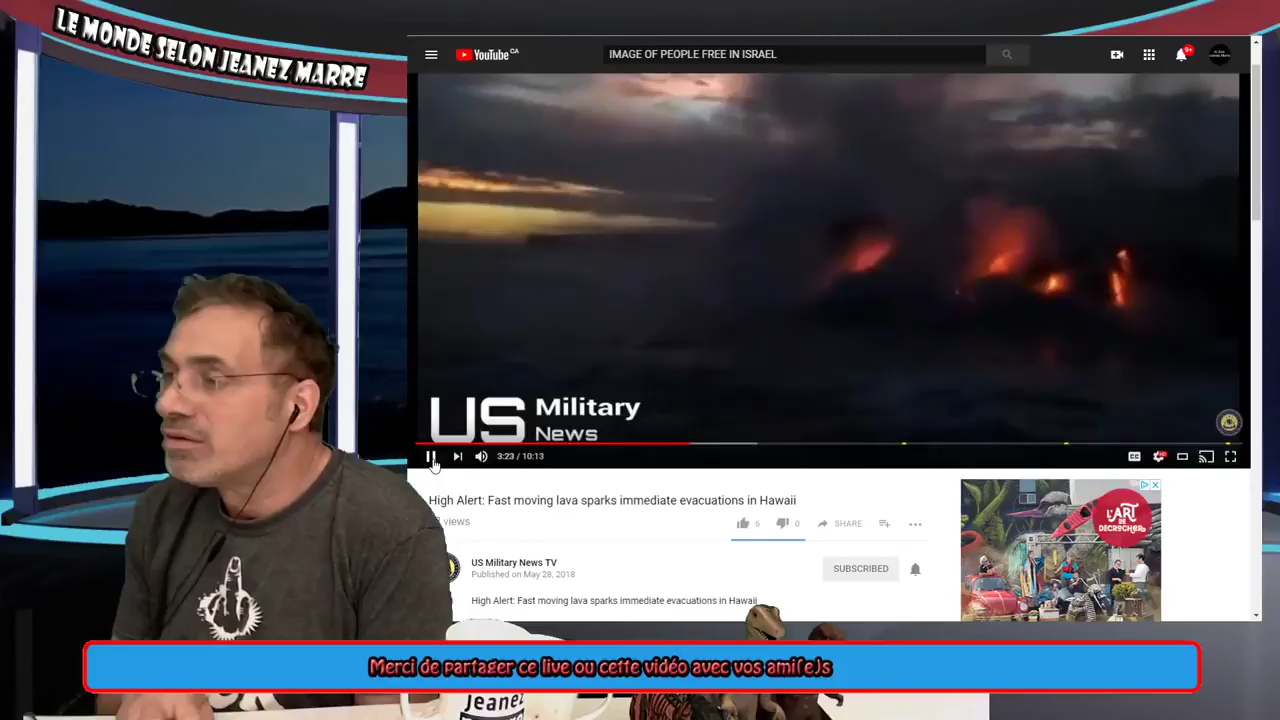 LE MONDE SELON JEANEZ MARRE
YouTube CA
IMAGE OF PEOPLE FREE IN ISRAEL
9+
US Military
News
3:23 / 10:13
High Alert: Fast moving lava sparks immediate evacuations in Hawaii
views
6
0
SHARE
US Military News TV
Published on May 28, 2018
SUBSCRIBED
High Alert: Fast moving lava sparks immediate evacuations in Hawaii
L'ART
DE
DÉCROCHER
Merci de partager ce live ou cette vidéo avec vos ami(e)s
Jeanez